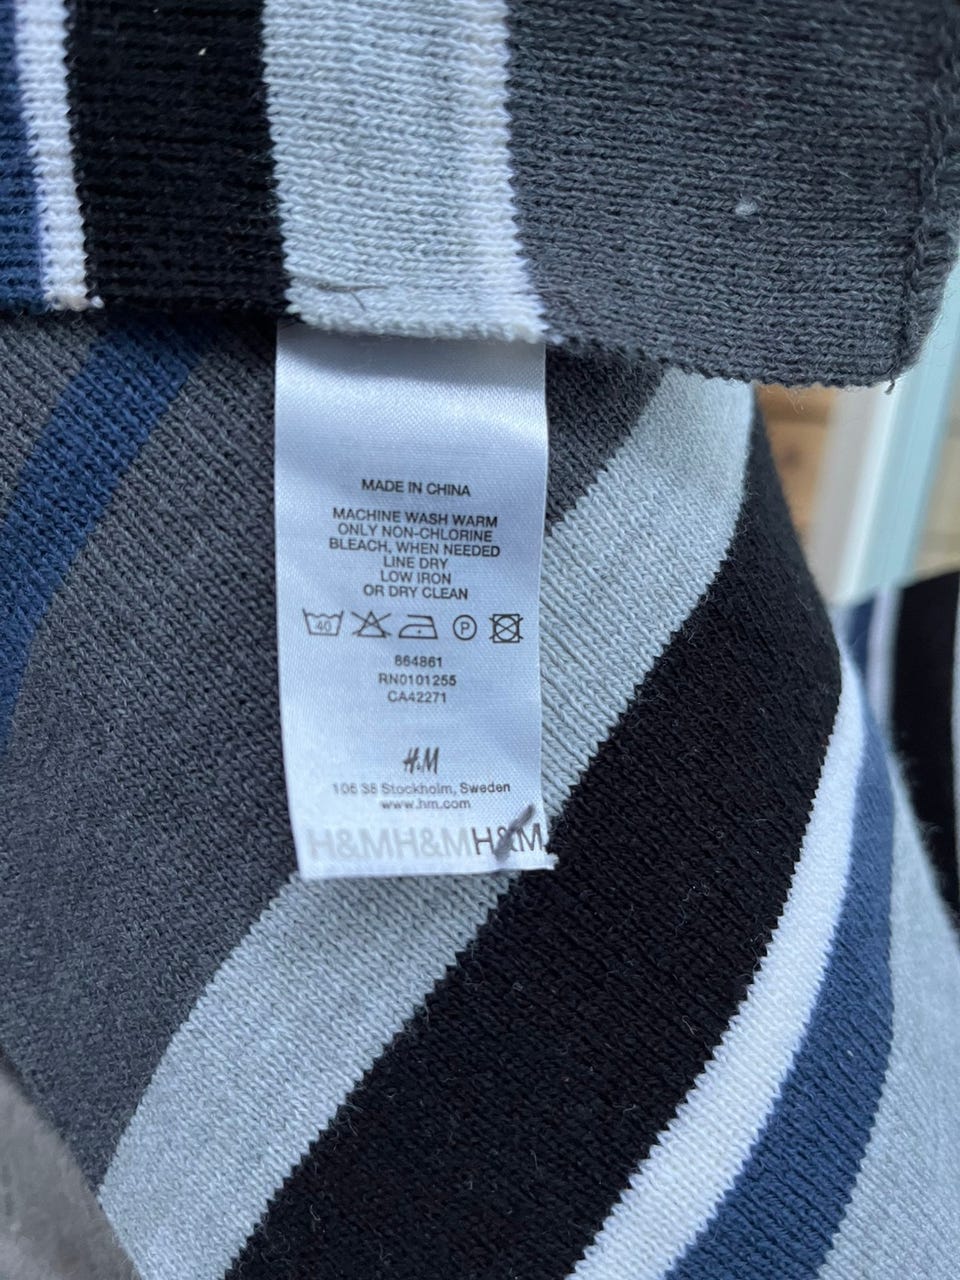 MADE IN CHINA
MACHINE WASH WARM
ONLY NON-CHLORINE
BLEACH, WHEN NEEDED
LINE DRY
LOW IRON
OR DRY CLEAN
40 P
864861
RN0101255
CA42271
H&M
106 38 Stockholm, Sweden
www.hm.com
H&MH&MH&M